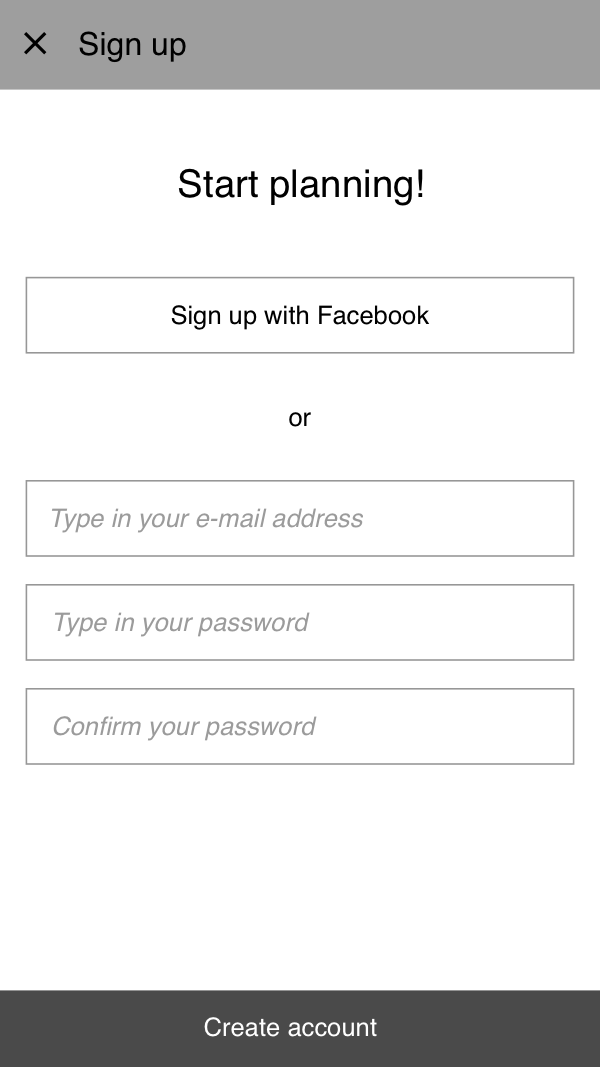 Sign up
Start planning!
Sign up with Facebook
or
Type in your e-mail address
Type in your password
Confirm your password
Create account